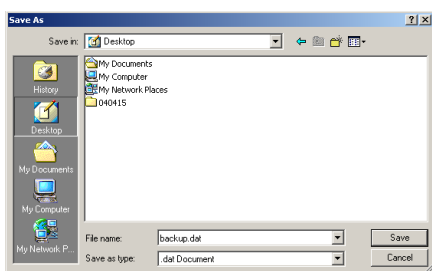 Save As
Save in: Desktop
History
Desktop
My Documents
My Computer
My Network P...
My Documents
My Computer
My Network Places
040415
File name: backup.dat Save
Save as type: .dat Document Cancel